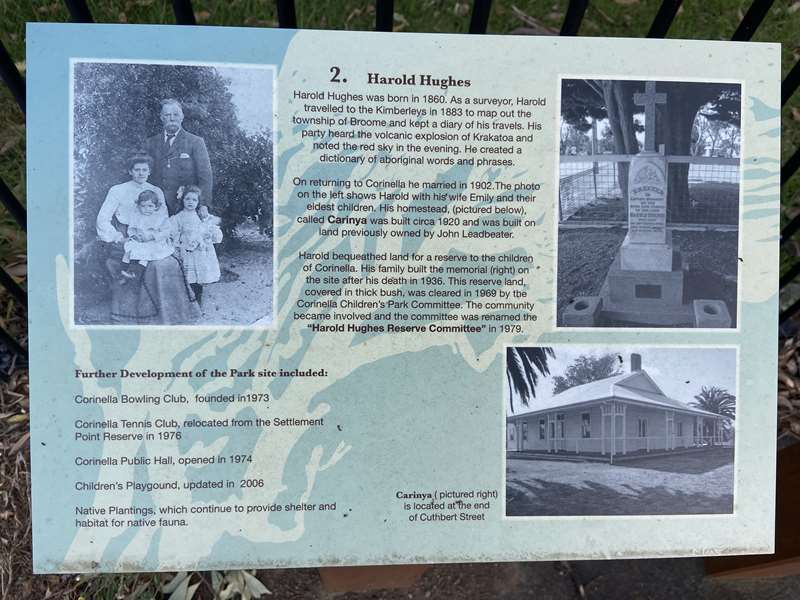 2. Harold Hughes
Harold Hughes was born in 1860. As a surveyor, Harold
travelled to the Kimberleys in 1883 to map out the
township of Broome and kept a diary of his travels. His
party heard the volcanic explosion of Krakatoa and
noted the red sky in the evening. He created a
dictionary of aboriginal words and phrases.
On returning to Corinella he married in 1902.The photo
on the left shows Harold with his wife Emily and their
eldest children. His homestead, (pictured below),
called Carinya was built circa 1920 and was built on
land previously owned by John Leadbeater.
Harold bequeathed land for a reserve to the children
of Corinella. His family built the memorial (right) on
the site after his death in 1936. This reserve land,
covered in thick bush, was cleared in 1969 by the
Corinella Children's Park Committee. The community
became involved and the committee was renamed the
"Harold Hughes Reserve Committee" in 1979.
Further Development of the Park site included:
Corinella Bowling Club, founded in1973
Corinella Tennis Club, relocated from the Settlement
Point Reserve in 1976
Corinella Public Hall, opened in 1974
Children's Playgound, updated in 2006
Native Plantings, which continue to provide shelter and
habitat for native fauna.
Carinya ( pictured right)
is located at the end
of Cuthbert Street